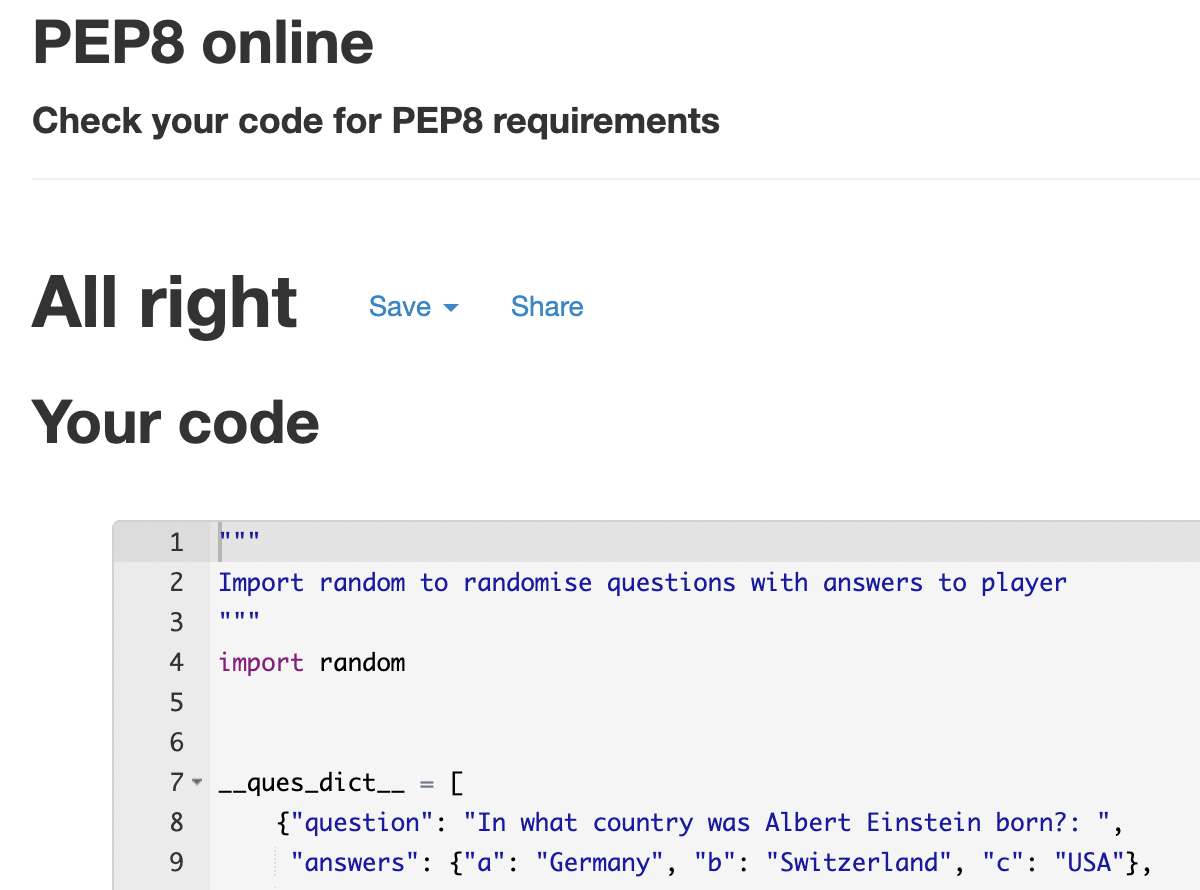 PEP8 online
Check your code for PEP8 requirements
All right Save Share
Your code
1 """
2 Import random to randomise questions with answers to player
3 """
4 import random
5
6
7 __ques_dict__ = [
8 {"question": "In what country was Albert Einstein born?: ",
9 "answers": {"a": "Germany", "b": "Switzerland", "c": "USA"},